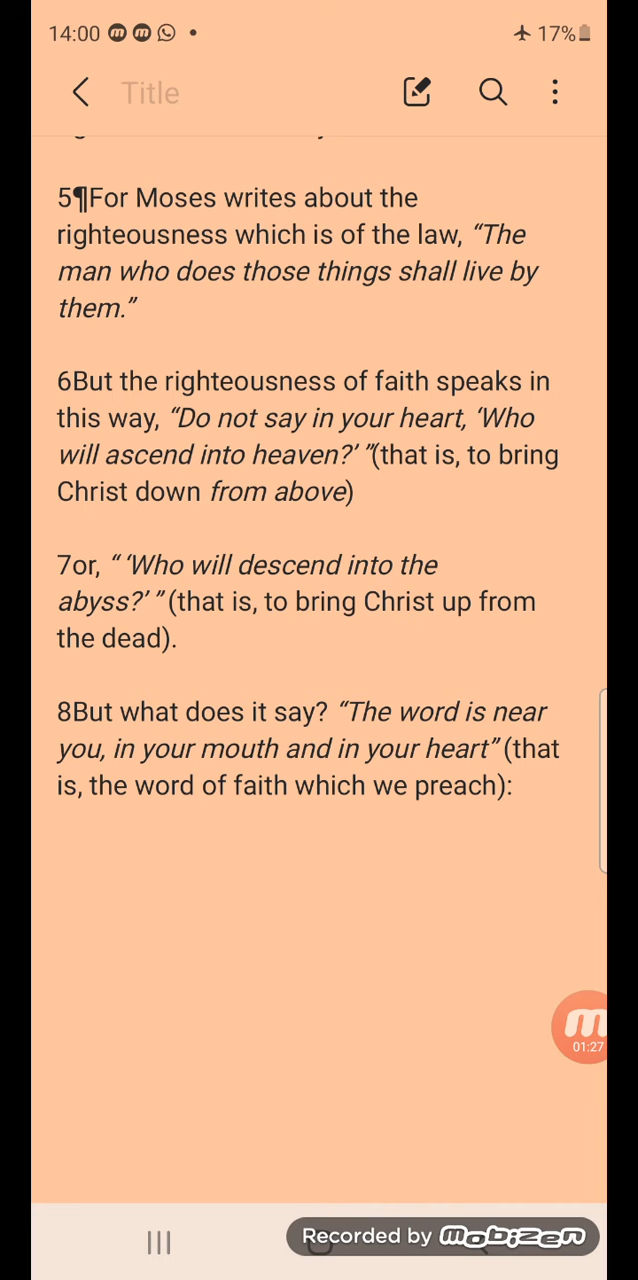 14:00
17%
Title
5¶For Moses writes about the
righteousness which is of the law, “The
man who does those things shall live by
them.”
6But the righteousness of faith speaks in
this way, “Do not say in your heart, ‘Who
will ascend into heaven?’ ”(that is, to bring
Christ down from above)
7or, “ ‘Who will descend into the
abyss?’ ” (that is, to bring Christ up from
the dead).
8But what does it say? “The word is near
you, in your mouth and in your heart” (that
is, the word of faith which we preach):
m
01:27
Recorded by mobizen